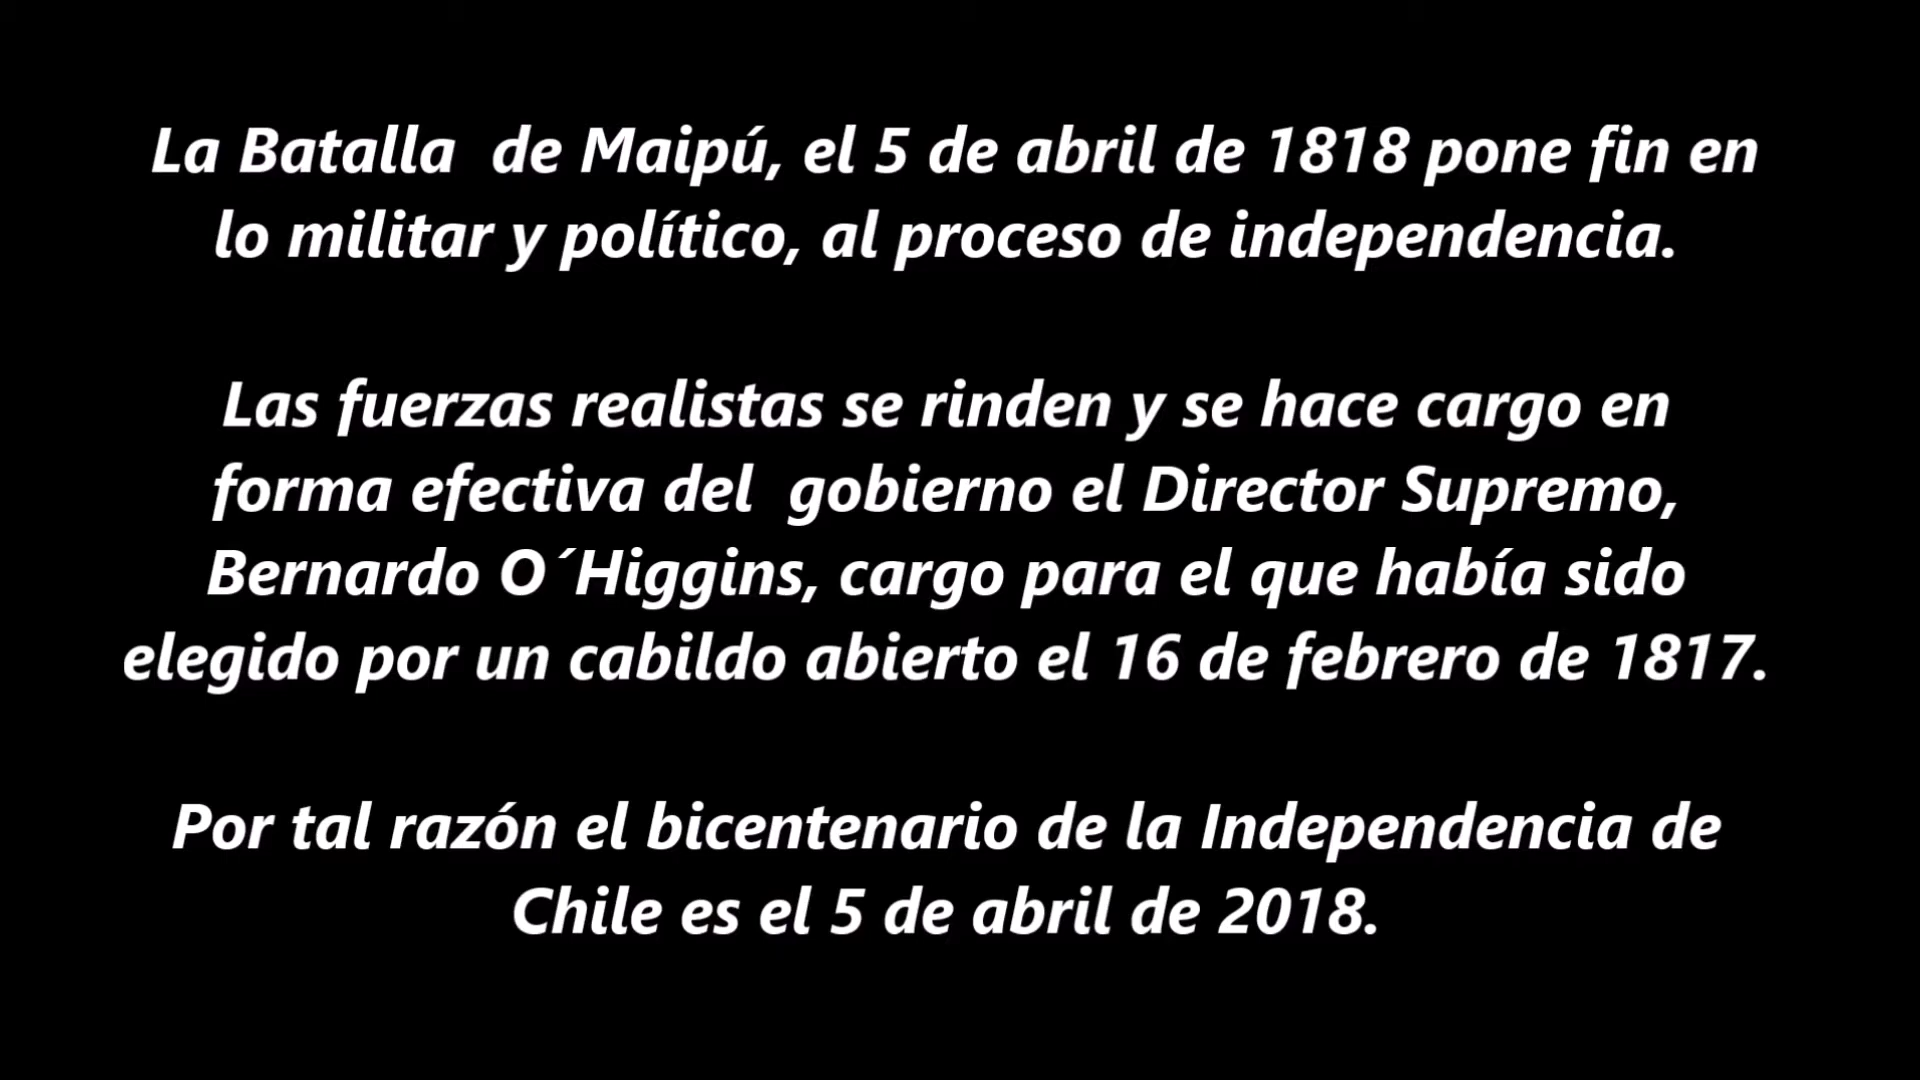 La Batalla  de Maipú, el 5 de abril de 1818 pone fin en
lo militar y político, al proceso de independencia.
Las fuerzas realistas se rinden y se hace cargo en
forma efectiva del  gobierno el Director Supremo,
Bernardo O´Higgins, cargo para el que había sido
elegido por un cabildo abierto el 16 de febrero de 1817.
Por tal razón el bicentenario de la Independencia de
Chile es el 5 de abril de 2018.